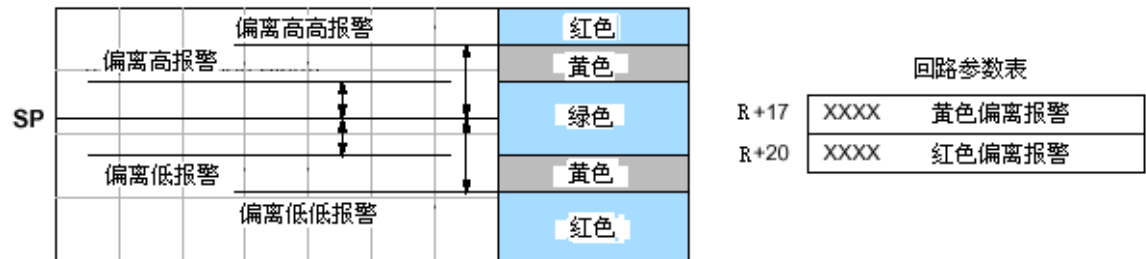 偏离高高报警
红色
偏离高报警
黄色
SP
绿色
偏离低报警
黄色
偏离低低报警
红色
回路参数表
R+17 XXXX 黄色偏离报警
R+20 XXXX 红色偏离报警